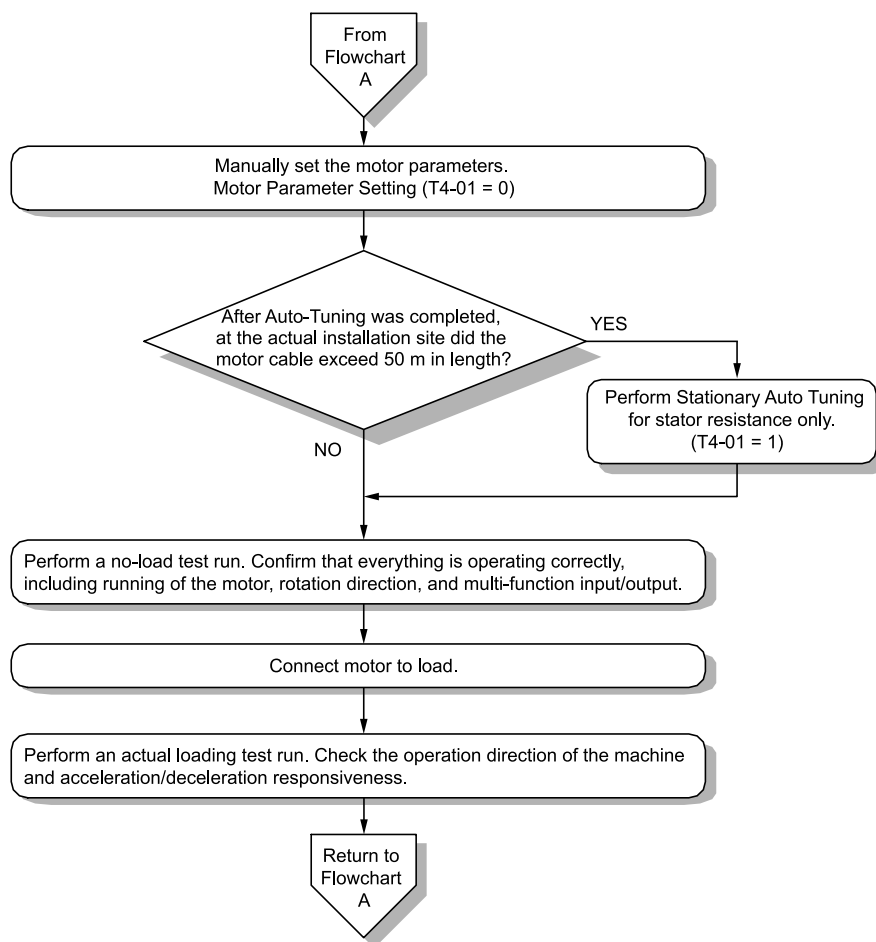 From
Flowchart
A
Manually set the motor parameters.
Motor Parameter Setting (T4-01 = 0)
After Auto-Tuning was completed,
at the actual installation site did the
motor cable exceed 50 m in length?
YES
Perform Stationary Auto Tuning
for stator resistance only.
(T4-01 = 1)
NO
Perform a no-load test run. Confirm that everything is operating correctly,
including running of the motor, rotation direction, and multi-function input/output.
Connect motor to load.
Perform an actual loading test run. Check the operation direction of the machine
and acceleration/deceleration responsiveness.
Return to
Flowchart
A